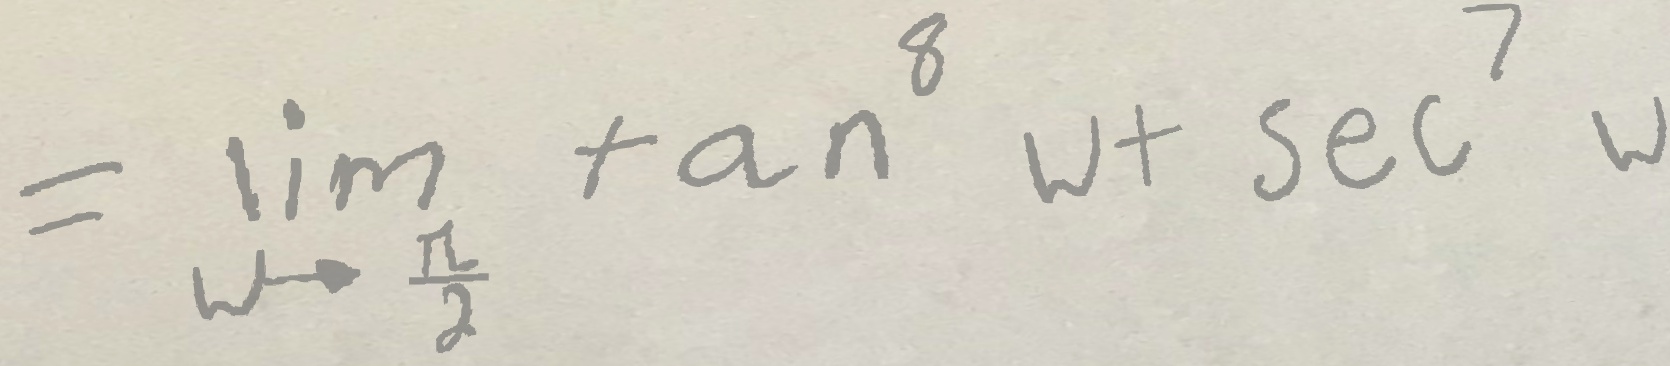 = lim tan⁸ w + sec⁷ w
w → π/2